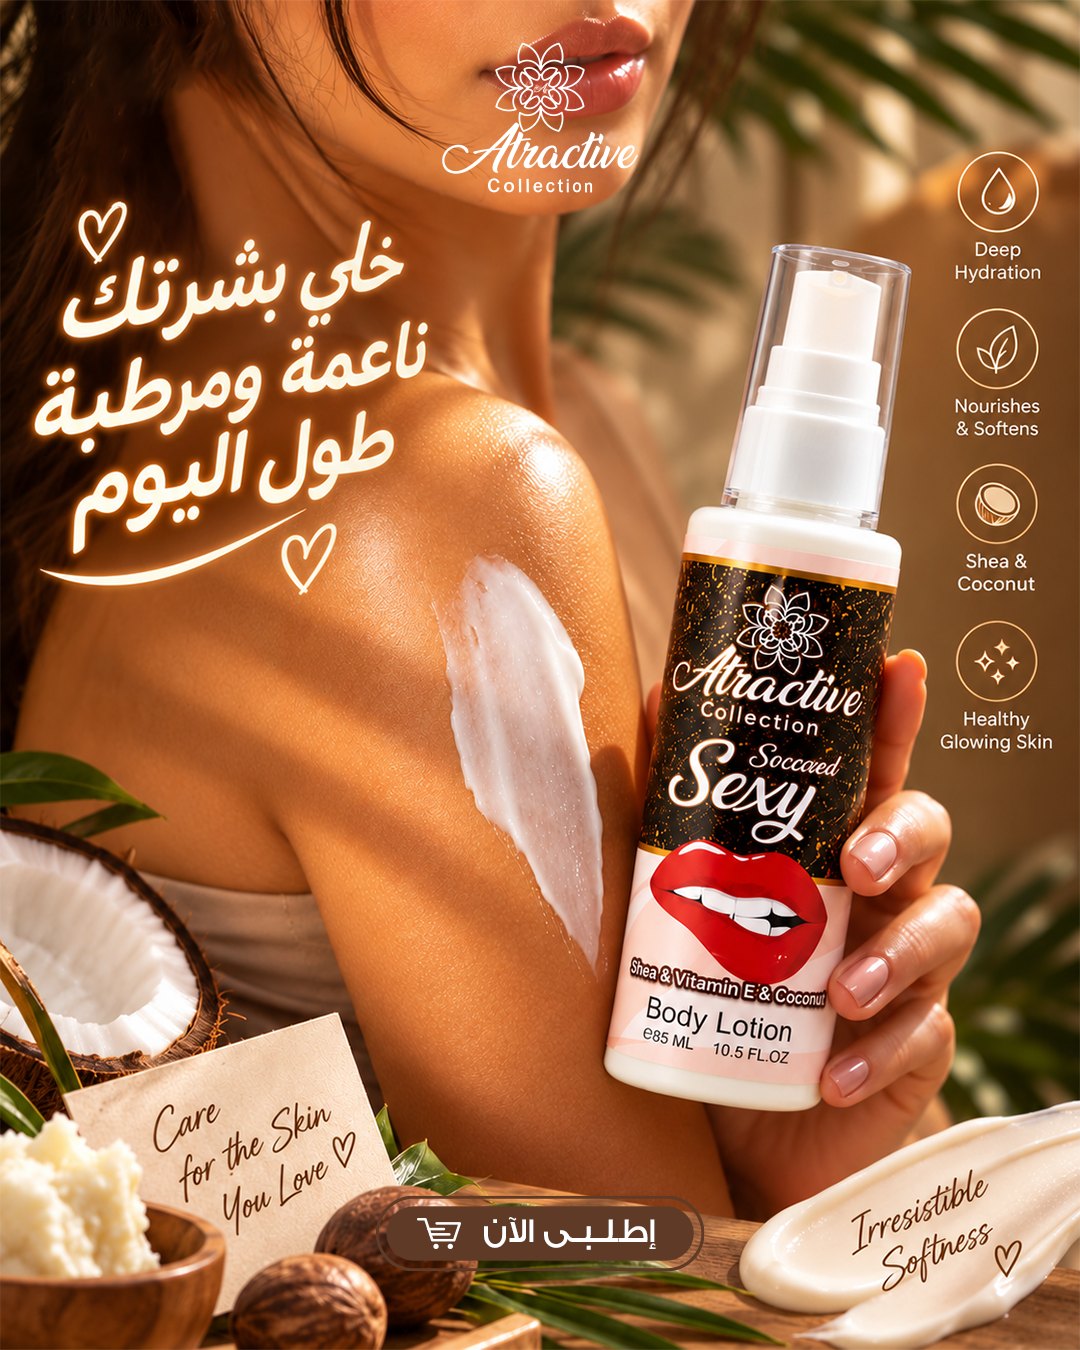 Atractive
Collection
خلي بشرتك
ناعمة ومرطبة
طول اليوم
Deep
Hydration
Nourishes
& Softens
Shea &
Coconut
Healthy
Glowing Skin
Atractive
Collection
Soccaed
Sexy
Shea & Vitamin E & Coconut
Body Lotion
e85 ML 10.5 FL.OZ
Care
for the Skin
You Love
إطلبي الآن
Irresistible
Softness